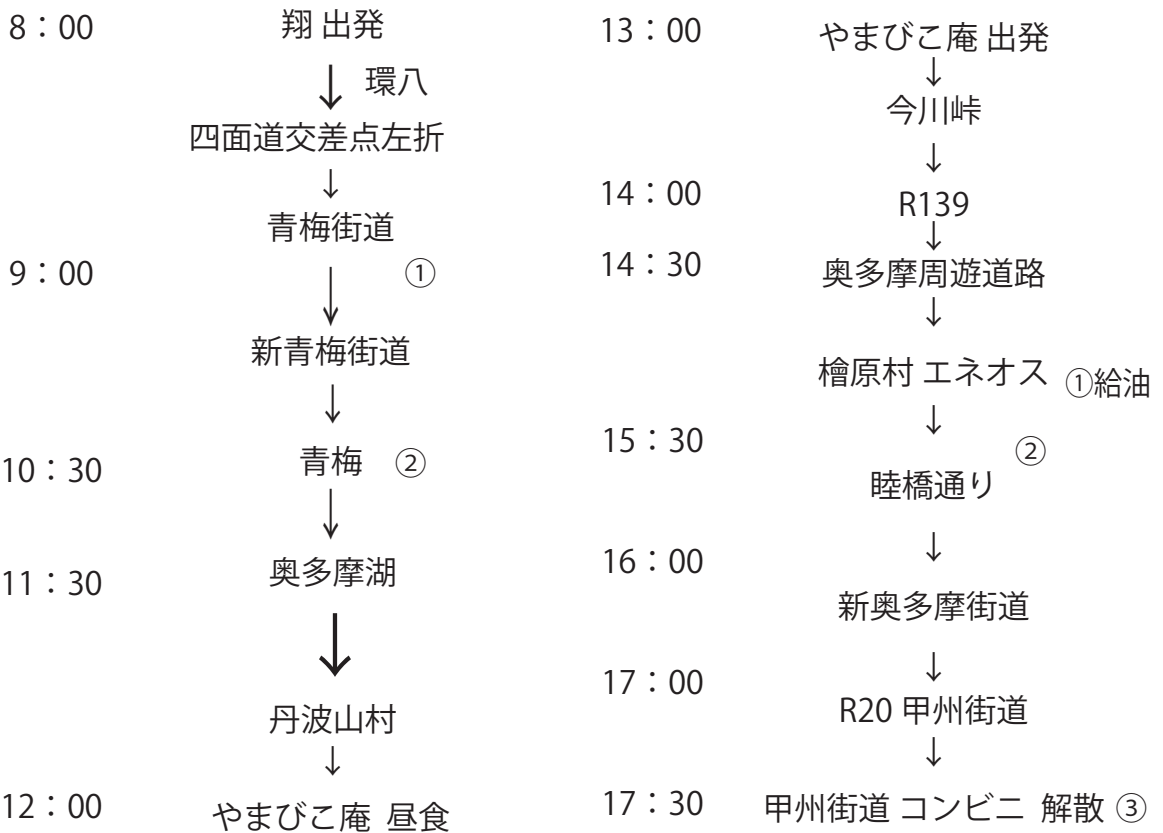 8：00 翔 出発
↓ 環八
四面道交差点左折
↓
青梅街道
9：00 ↓ ①
新青梅街道
↓
10：30 青梅 ②
↓
11：30 奥多摩湖
↓
丹波山村
↓
12：00 やまびこ庵 昼食
13：00 やまびこ庵 出発
↓
今川峠
↓
14：00 R139
↓
14：30 奥多摩周遊道路
↓
檜原村 エネオス ①給油
↓
15：30 ②
睦橋通り
↓
16：00
新奥多摩街道
↓
17：00
R20 甲州街道
↓
17：30 甲州街道 コンビニ 解散 ③